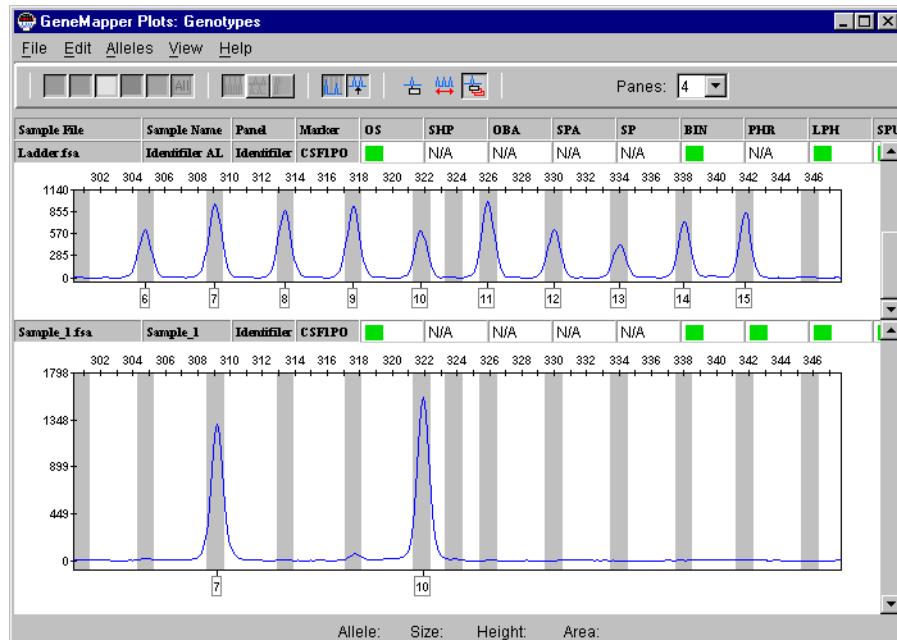 GeneMapper Plots: Genotypes
File Edit Alleles View Help
All Panes: 4
Sample File Sample Name Panel Marker OS SHP OBA SPA SP BIN PHR LPH SPU
Ladder.fsa Identifiler AL Identifiler CSF1PO N/A N/A N/A N/A N/A
302 304 306 308 310 312 314 316 318 320 322 324 326 328 330 332 334 336 338 340 342 344 346
1140
855
570
285
0
6 7 8 9 10 11 12 13 14 15
Sample_1.fsa Sample_1 Identifiler CSF1PO N/A N/A N/A N/A
302 304 306 308 310 312 314 316 318 320 322 324 326 328 330 332 334 336 338 340 342 344 346
1798
1348
899
449
0
7 10
Allele: Size: Height: Area: